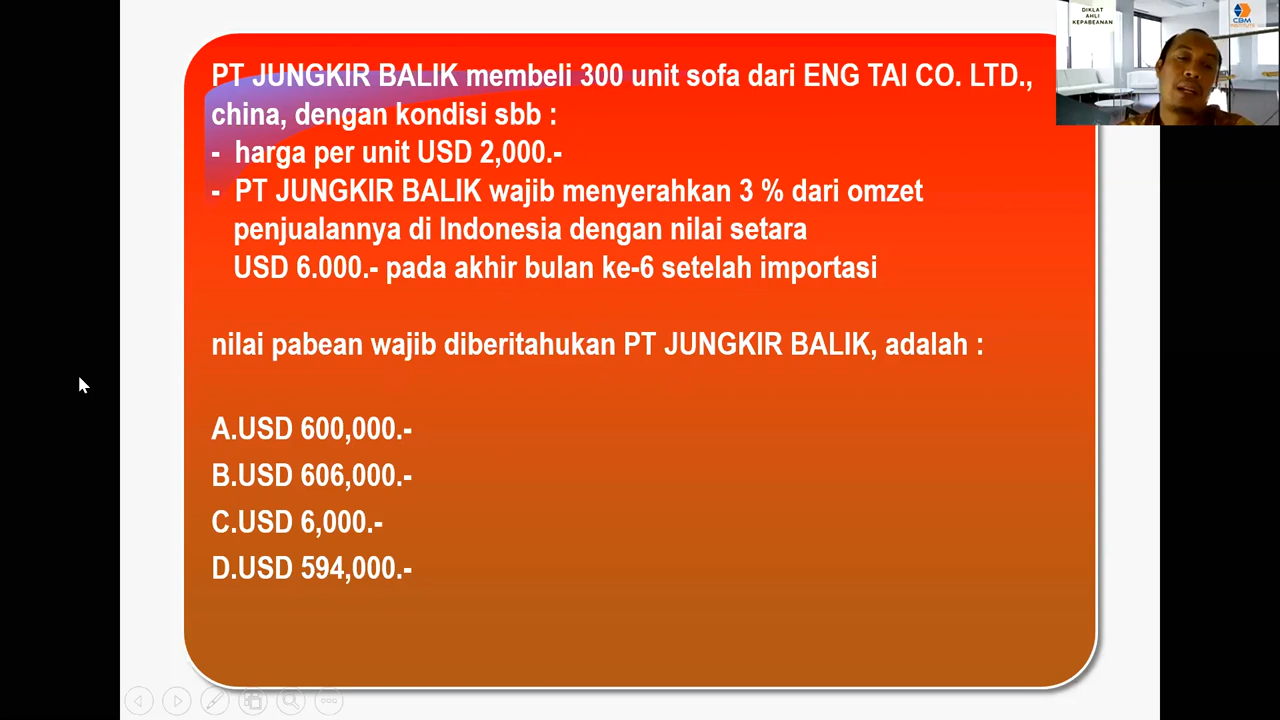 DIKLAT
AHLI
KEPABEANAN
CBM
PT JUNGKIR BALIK membeli 300 unit sofa dari ENG TAI CO. LTD.,
china, dengan kondisi sbb :
- harga per unit USD 2,000.-
- PT JUNGKIR BALIK wajib menyerahkan 3 % dari omzet
penjualannya di Indonesia dengan nilai setara
USD 6.000.- pada akhir bulan ke-6 setelah importasi
nilai pabean wajib diberitahukan PT JUNGKIR BALIK, adalah :
A.USD 600,000.-
B.USD 606,000.-
C.USD 6,000.-
D.USD 594,000.-